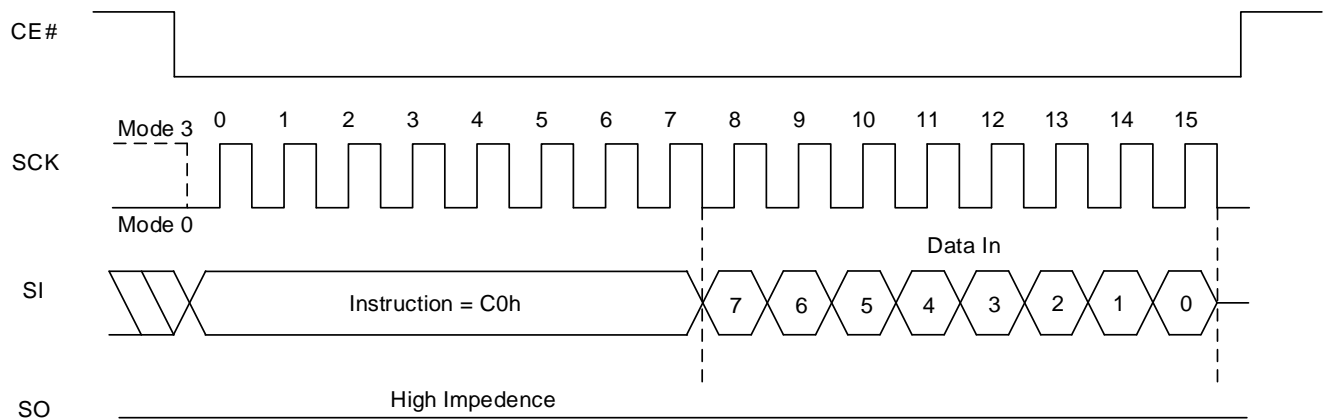 CE#
Mode 3
0 1 2 3 4 5 6 7 8 9 10 11 12 13 14 15
SCK
Mode 0
Data In
SI
Instruction = C0h
7 6 5 4 3 2 1 0
High Impedence
SO